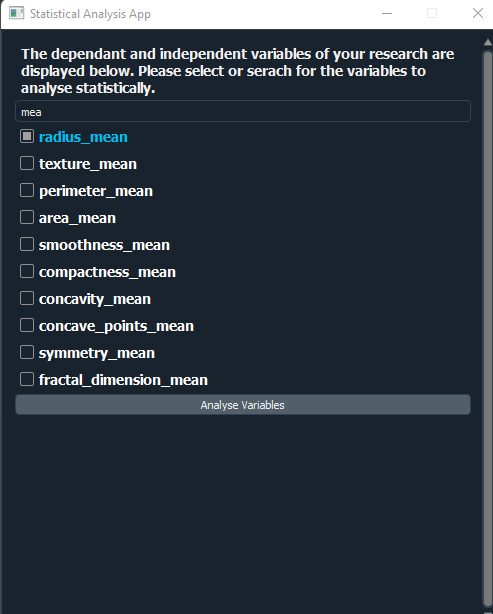 Statistical Analysis App
The dependant and independent variables of your research are
displayed below. Please select or serach for the variables to
analyse statistically.
mea
radius_mean
texture_mean
perimeter_mean
area_mean
smoothness_mean
compactness_mean
concavity_mean
concave_points_mean
symmetry_mean
fractal_dimension_mean
Analyse Variables